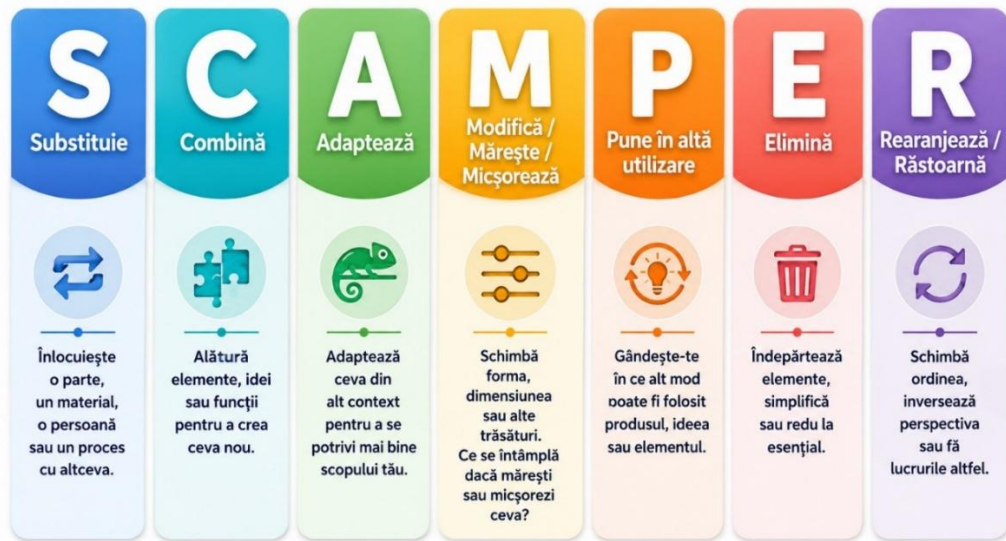 S
Substituie
Înlocuiește
o parte,
un material,
o persoană
sau un proces
cu altceva.
C
Combină
Alătură
elemente, idei
sau funcții
pentru a crea
ceva nou.
A
Adaptează
Adaptează
ceva din
alt context
pentru a se
potrivi mai bine
scopului tău.
M
Modifică /
Mărește /
Micșorează
Schimbă
forma,
dimensiunea
sau alte
trăsături.
Ce se întâmplă
dacă mărești
sau micșorezi
ceva?
P
Pune în altă
utilizare
Gândește-te
în ce alt mod
poate fi folosit
produsul, ideea
sau elementul.
E
Elimină
Îndepărtează
elemente,
simplifică
sau redu la
esențial.
R
Rearanjează /
Răstoarnă
Schimbă
ordinea,
inversează
perspectiva
sau fă
lucrurile altfel.